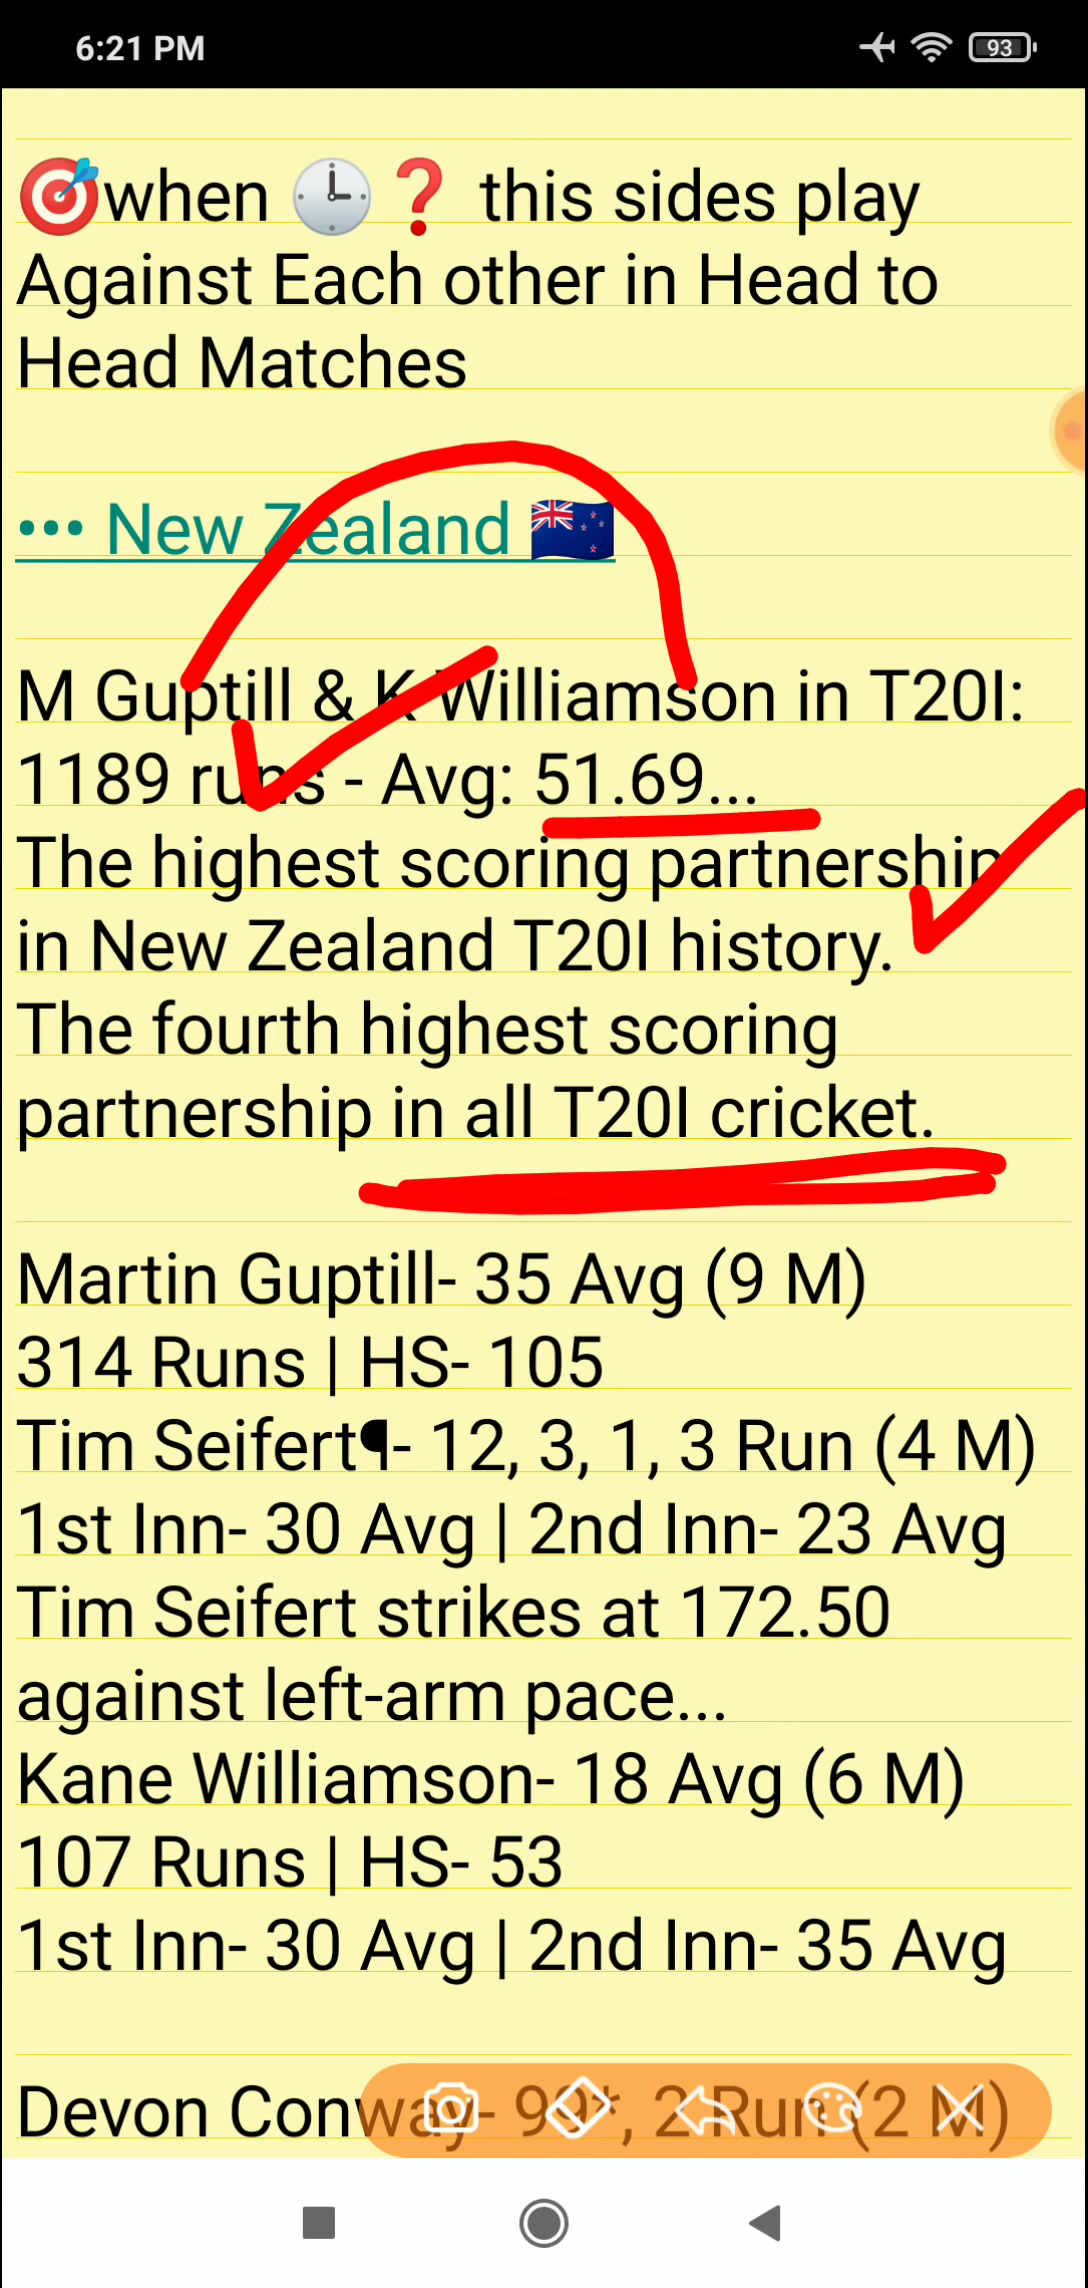 6:21 PM
93
🎯when 🕒❓ this sides play
Against Each other in Head to
Head Matches
••• New Zealand 🇳🇿
M Guptill & K Williamson in T20I:
1189 runs - Avg: 51.69...
The highest scoring partnership
in New Zealand T20I history.
The fourth highest scoring
partnership in all T20I cricket.
Martin Guptill- 35 Avg (9 M)
314 Runs | HS- 105
Tim Seifert¶- 12, 3, 1, 3 Run (4 M)
1st Inn- 30 Avg | 2nd Inn- 23 Avg
Tim Seifert strikes at 172.50
against left-arm pace...
Kane Williamson- 18 Avg (6 M)
107 Runs | HS- 53
1st Inn- 30 Avg | 2nd Inn- 35 Avg
Devon Conway- 99*, 2 Run (2 M)